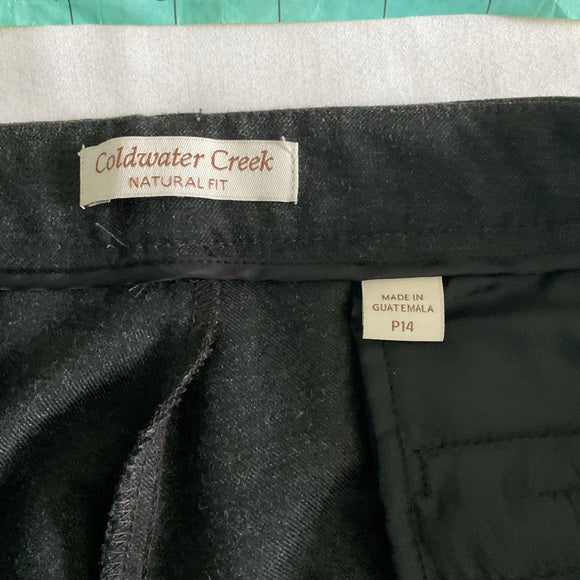 Coldwater Creek
NATURAL FIT
MADE IN
GUATEMALA
P14